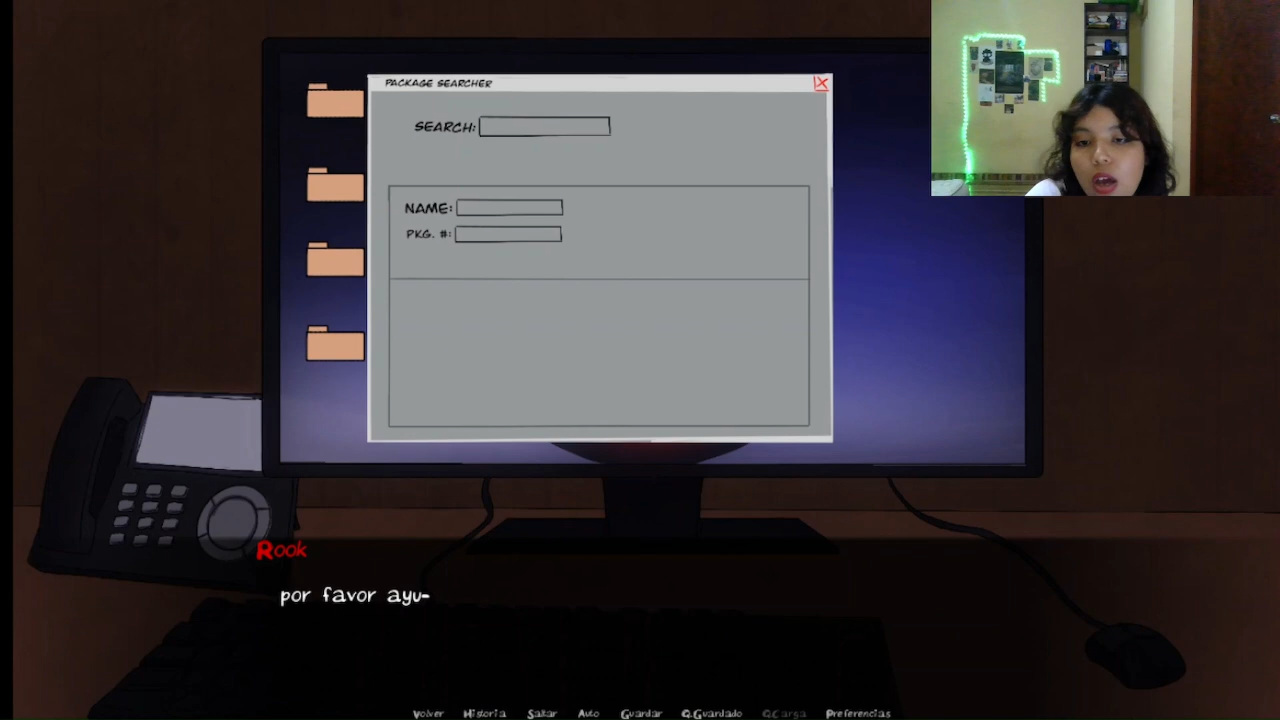 PACKAGE SEARCHER
SEARCH:
NAME:
PKG. #:
Rook
por favor ayu-
Volver Historia Saltar Auto Guardar Q.Guardado Q.Carga Preferencias